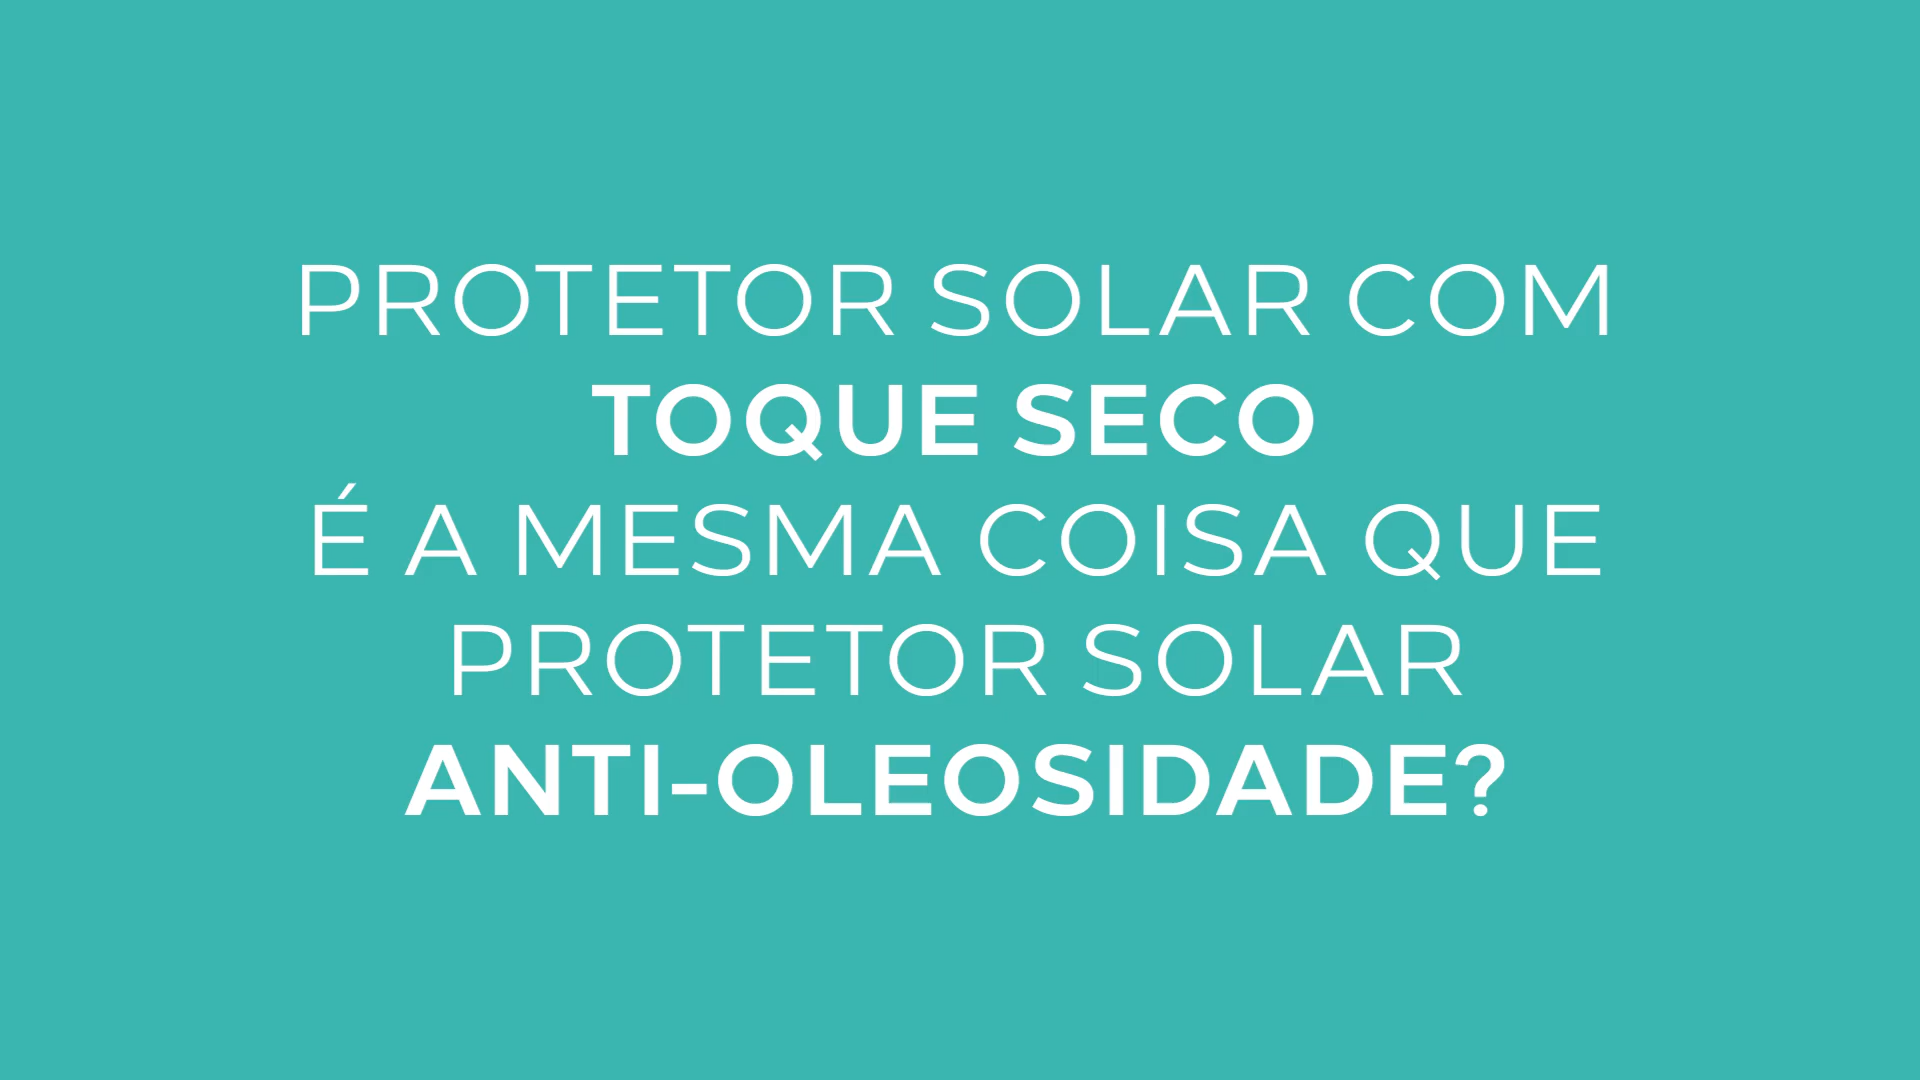 PROTETOR SOLAR COM
TOQUE SECO
É A MESMA COISA QUE
PROTETOR SOLAR
ANTI-OLEOSIDADE?